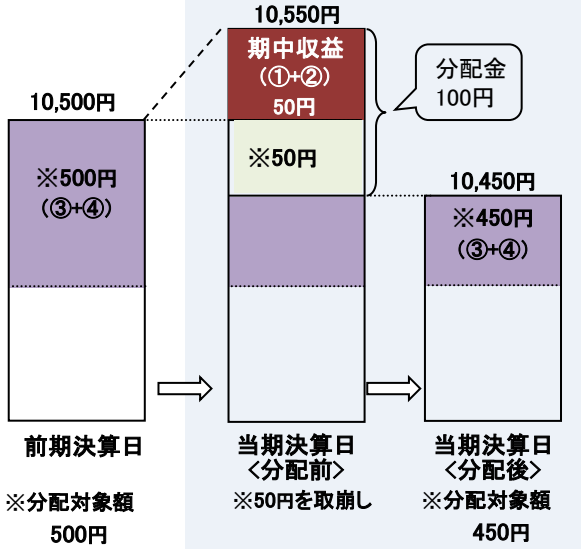 10,550円
期中収益
(①+②)
50円
分配金
100円
10,500円
※500円
(③+④)
※50円
10,450円
※450円
(③+④)
前期決算日
当期決算日
<分配前>
当期決算日
<分配後>
※分配対象額
500円
※50円を取崩し
※分配対象額
450円